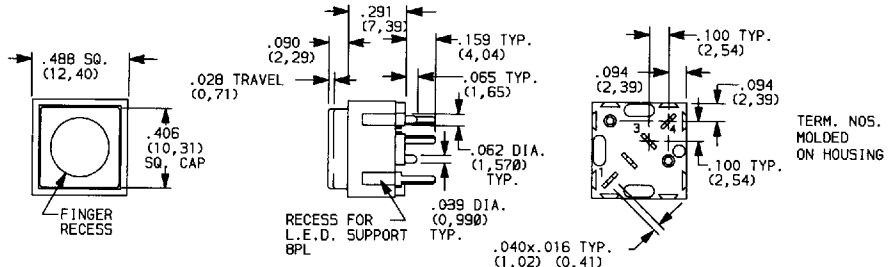 .488 SQ.
(12,40)
.406
(10,31)
SQ. CAP
FINGER
RECESS
.291
(7,39)
.090
(2,29)
.028 TRAVEL
(0,71)
.159 TYP.
(4,04)
.065 TYP.
(1,65)
.062 DIA.
(1,570)
TYP.
.039 DIA.
(0,990)
TYP.
RECESS FOR
L.E.D. SUPPORT
8PL
.100 TYP.
(2,54)
.094
(2,39)
.094
(2,39)
3
4
1
.100 TYP.
(2,54)
.040x.016 TYP.
(1,02) (0,41)
TERM. NOS.
MOLDED
ON HOUSING